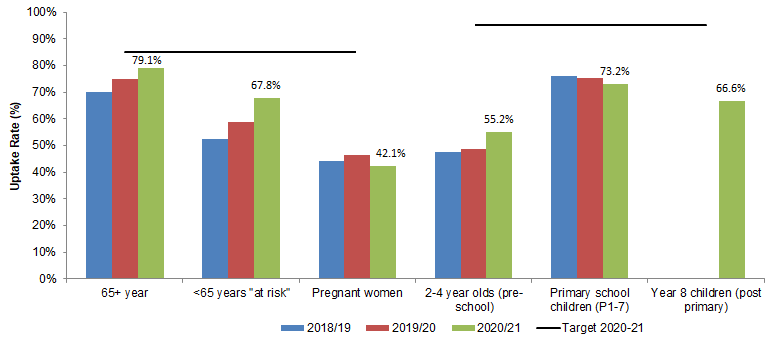 100%
90%
80%
70%
60%
50%
40%
30%
20%
10%
0%
Uptake Rate (%)
79.1%
67.8%
42.1%
55.2%
73.2%
66.6%
65+ year
<65 years "at risk"
Pregnant women
2-4 year olds (pre-
school)
Primary school
children (P1-7)
Year 8 children (post
primary)
2018/19
2019/20
2020/21
Target 2020-21